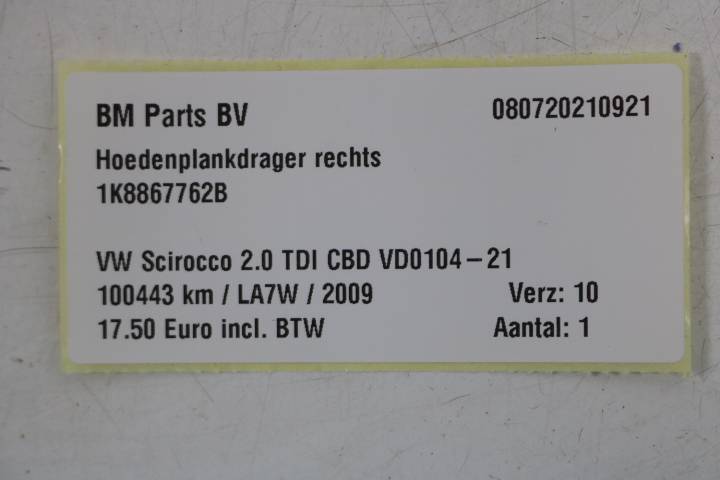 BM Parts BV 080720210921
Hoedenplankdrager rechts
1K8867762B
VW Scirocco 2.0 TDI CBD VD0104-21
100443 km / LA7W / 2009 Verz: 10
17.50 Euro incl. BTW Aantal: 1